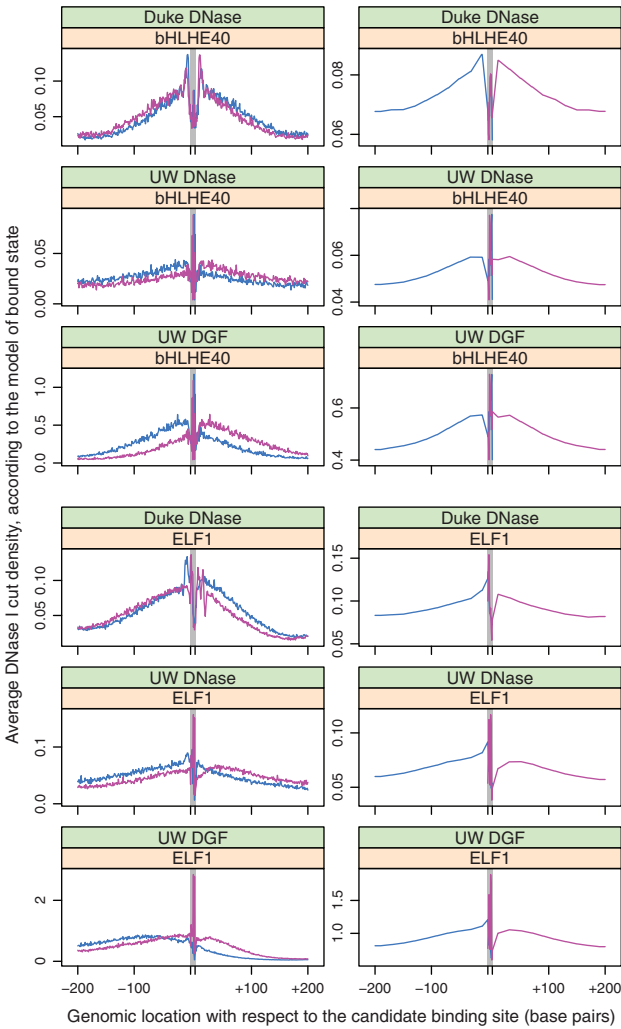 Duke DNase
bHLHE40
0.10
0.05
Duke DNase
bHLHE40
0.08
0.06
UW DNase
bHLHE40
0.05
0.00
UW DNase
bHLHE40
0.06
0.04
UW DGF
bHLHE40
1.0
0.5
0.0
UW DGF
bHLHE40
0.6
0.4
Average DNase I cut density, according to the model of bound state
Duke DNase
ELF1
0.10
0.05
Duke DNase
ELF1
0.15
0.10
0.05
UW DNase
ELF1
0.1
0.0
UW DNase
ELF1
0.10
0.05
UW DGF
ELF1
2
0
UW DGF
ELF1
1.5
1.0
−200 −100 +100 +200
−200 −100 +100 +200
Genomic location with respect to the candidate binding site (base pairs)